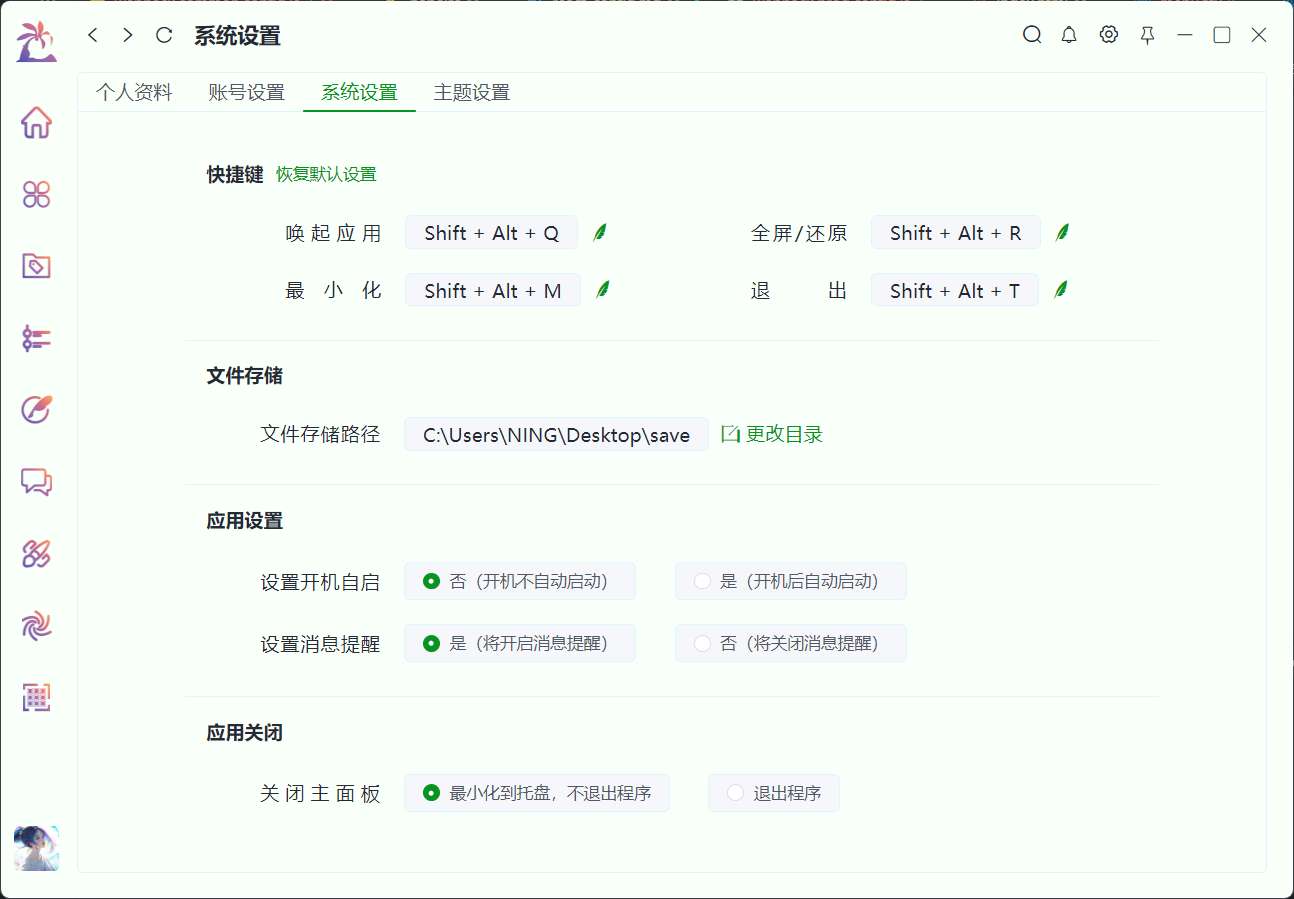 系统设置
个人资料 账号设置 系统设置 主题设置
快捷键 恢复默认设置
唤起应用 Shift + Alt + Q 全屏/还原 Shift + Alt + R
最小化 Shift + Alt + M 退出 Shift + Alt + T
文件存储
文件存储路径 C:\Users\NING\Desktop\save 更改目录
应用设置
设置开机自启 否（开机不自动启动） 是（开机后自动启动）
设置消息提醒 是（将开启消息提醒） 否（将关闭消息提醒）
应用关闭
关闭主面板 最小化到托盘，不退出程序 退出程序